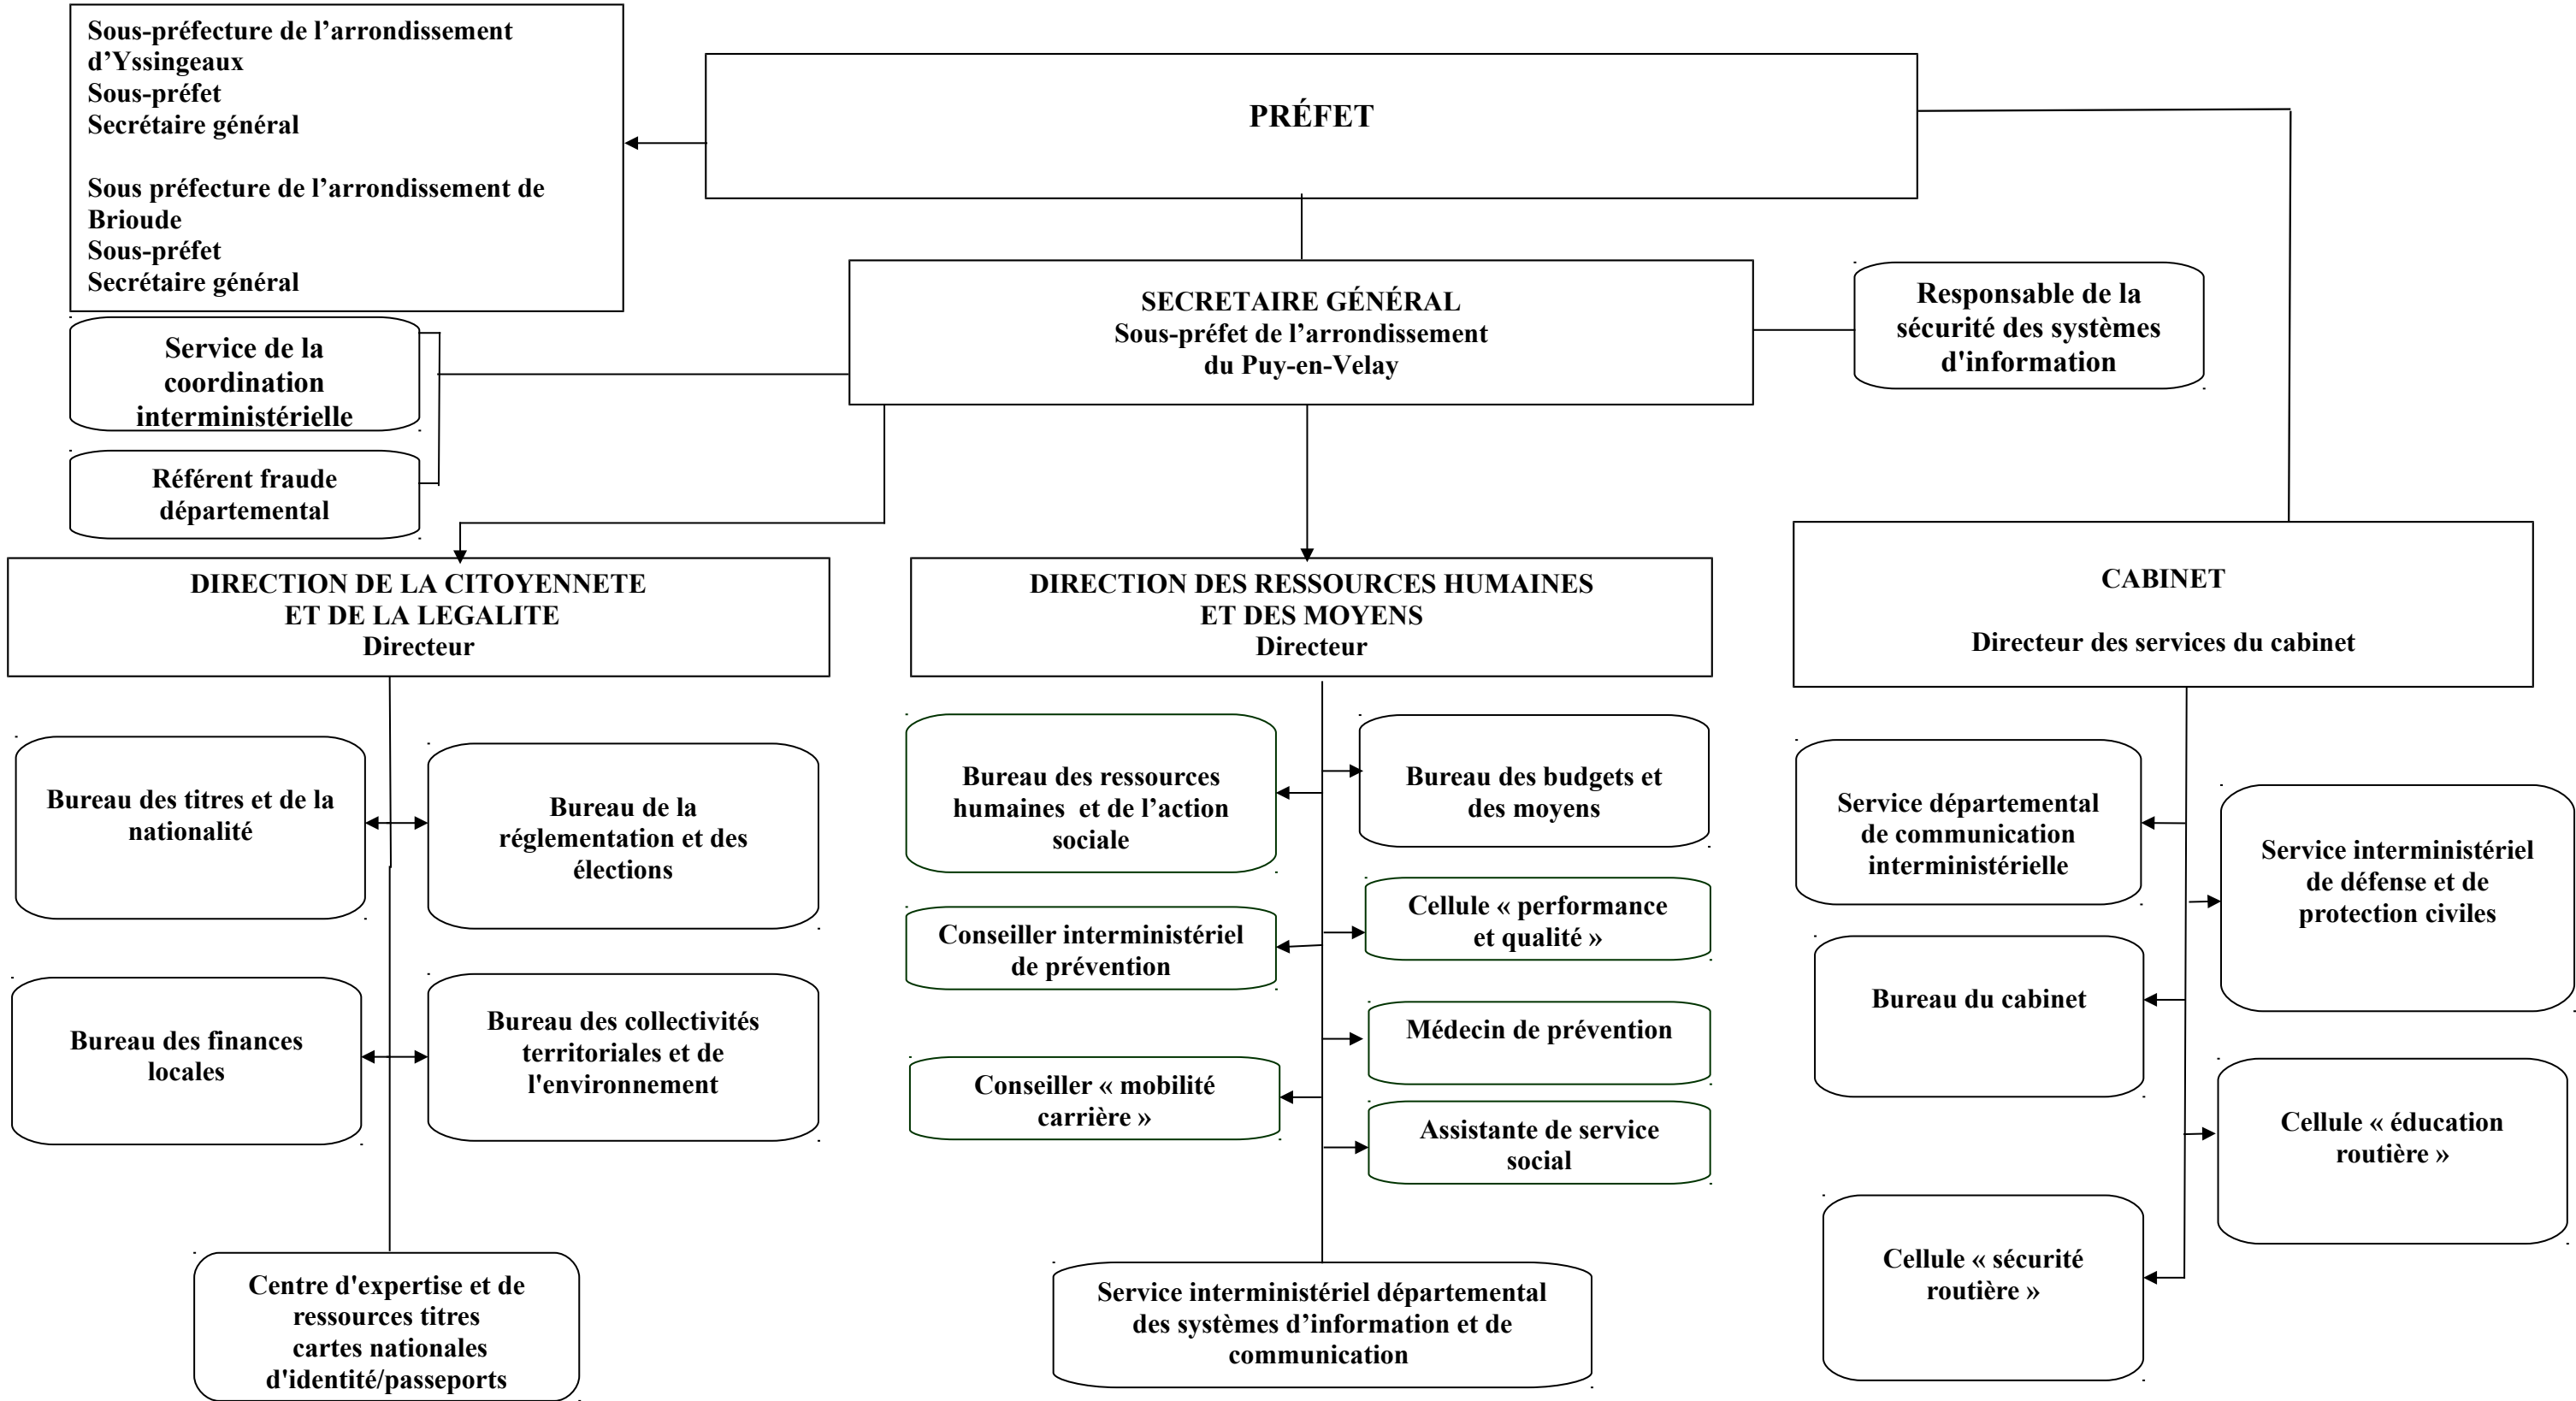 Sous-préfecture de l’arrondissement
d’Yssingeaux
Sous-préfet
Secrétaire général
Sous préfecture de l’arrondissement de
Brioude
Sous-préfet
Secrétaire général
PRÉFET
SECRETAIRE GÉNÉRAL
Sous-préfet de l’arrondissement
du Puy-en-Velay
Responsable de la
sécurité des systèmes
d'information
Service de la
coordination
interministérielle
Référent fraude
départemental
DIRECTION DE LA CITOYENNETE
ET DE LA LEGALITE
Directeur
DIRECTION DES RESSOURCES HUMAINES
ET DES MOYENS
Directeur
CABINET
Directeur des services du cabinet
Bureau des titres et de la
nationalité
Bureau de la
réglementation et des
élections
Bureau des finances
locales
Bureau des collectivités
territoriales et de
l'environnement
Centre d'expertise et de
ressources titres
cartes nationales
d'identité/passeports
Bureau des ressources
humaines  et de l’action
sociale
Bureau des budgets et
des moyens
Conseiller interministériel
de prévention
Cellule « performance
et qualité »
Médecin de prévention
Conseiller « mobilité
carrière »
Assistante de service
social
Service interministériel départemental
des systèmes d’information et de
communication
Service départemental
de communication
interministérielle
Service interministériel
de défense et de
protection civiles
Bureau du cabinet
Cellule « éducation
routière »
Cellule « sécurité
routière »